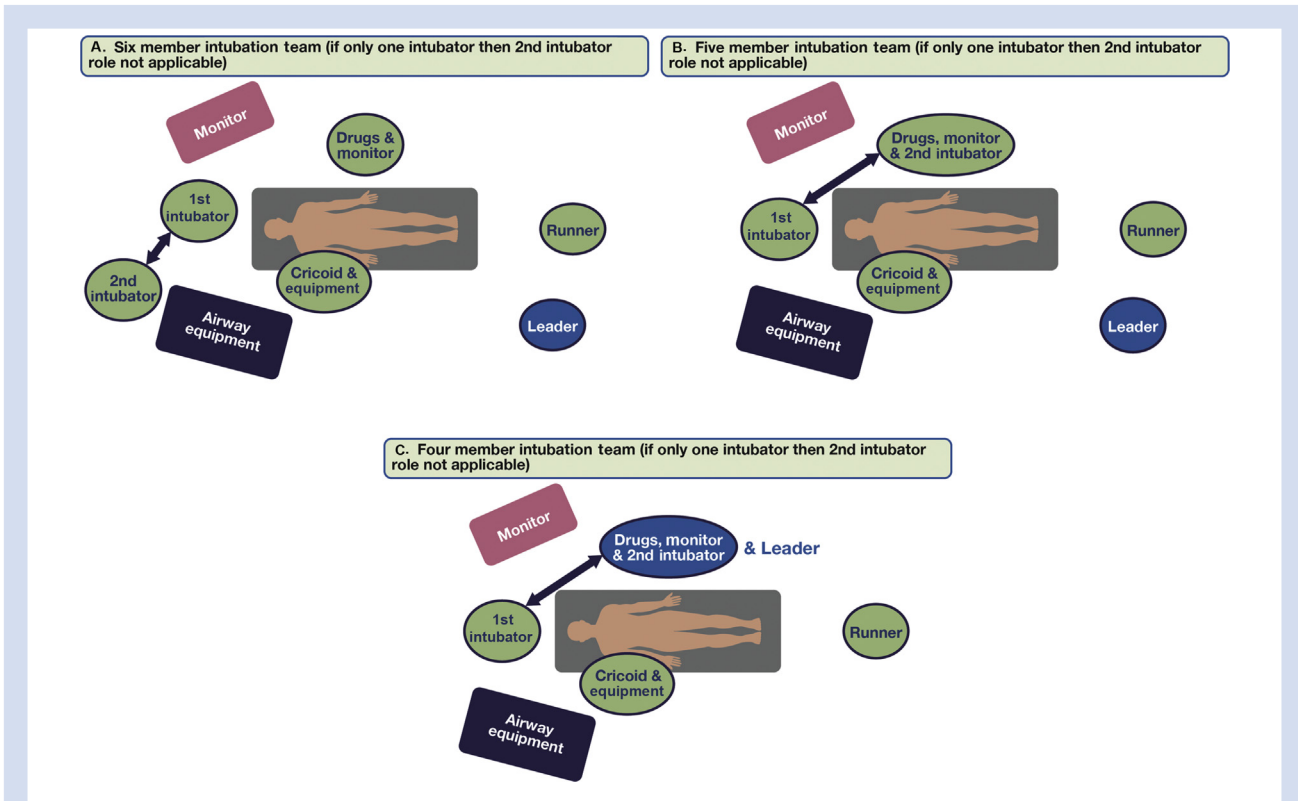 A. Six member intubation team (if only one intubator then 2nd intubator
role not applicable)
Monitor
Drugs &
monitor
1st
intubator
2nd
intubator
Cricoid &
equipment
Airway
equipment
Runner
Leader
B. Five member intubation team (if only one intubator then 2nd intubator
role not applicable)
Monitor
Drugs, monitor
& 2nd intubator
1st
intubator
Cricoid &
equipment
Airway
equipment
Runner
Leader
C. Four member intubation team (if only one intubator then 2nd intubator
role not applicable)
Monitor
Drugs, monitor
& 2nd intubator
& Leader
1st
intubator
Cricoid &
equipment
Airway
equipment
Runner